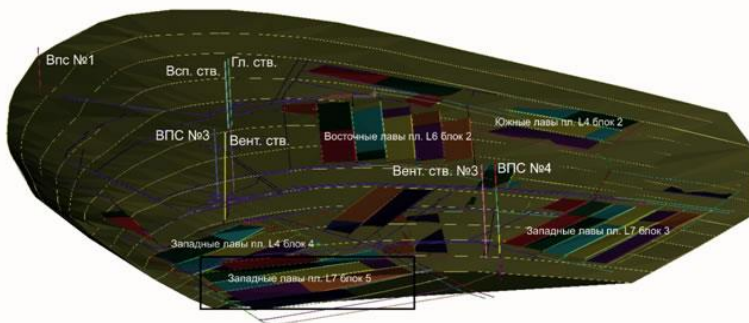 Впс №1
Всп. ств.
Гл. ств.
ВПС №3
Вент. ств.
Восточные лавы пл. L6 блок 2
Южные лавы пл. L4 блок 2
Вент. ств. №3
ВПС №4
Западные лавы пл. L4 блок 4
Западные лавы пл. L7 блок 3
Западные лавы пл. L7 блок 5